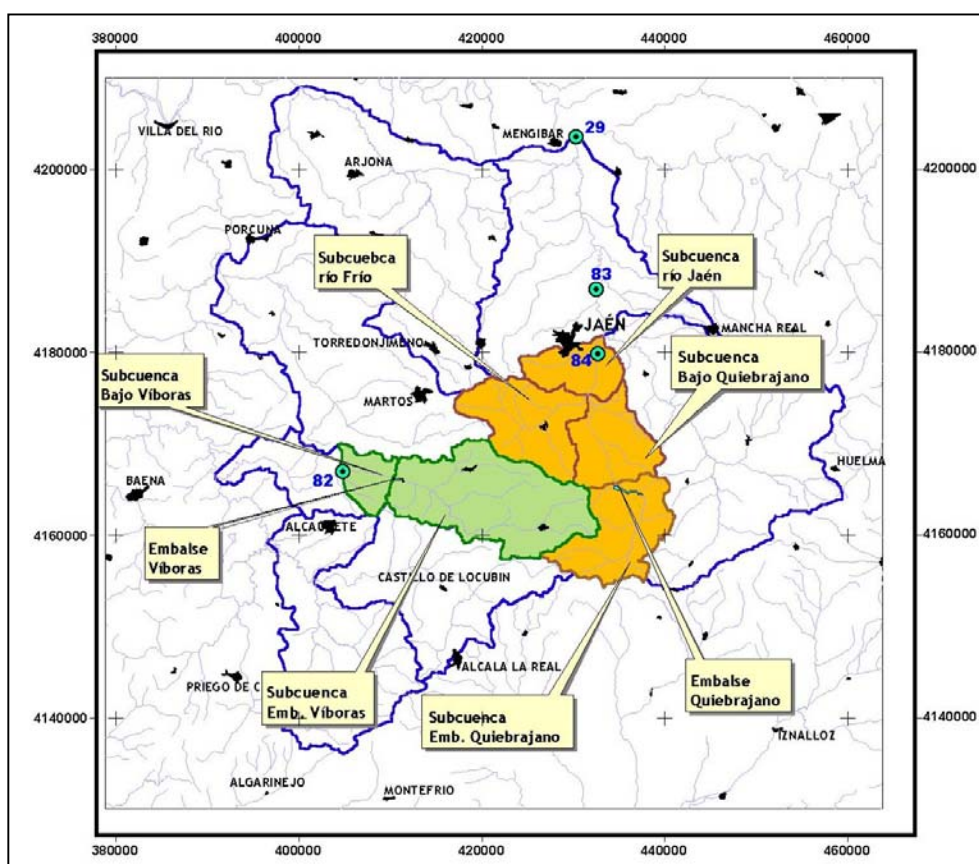 380000 400000 420000 440000 460000
VILLA DEL RIO
MENGIBAR
29
4200000
4200000
ARJONA
PORCUNA
Subcuebca
río Frío
Subcuenca
río Jaén
83
JAÉN
MANCHA REAL
TORREDONJIMENO
4180000
4180000
84
Subcuenca
Bajo Quiebrajano
Subcuenca
Bajo Víboras
MARTOS
HUELMA
BAENA
82
ALCAUDETE
4160000
4160000
Embalse
Víboras
CASTILLO DE LOCUBIN
ALCALA LA REAL
PRIEGO DE C
Subcuenca
Emb. Víboras
Subcuenca
Emb. Quiebrajano
Embalse
Quiebrajano
4140000
4140000
IZNALLOZ
ALGARINEJO
MONTEFRIO
380000 400000 420000 440000 460000